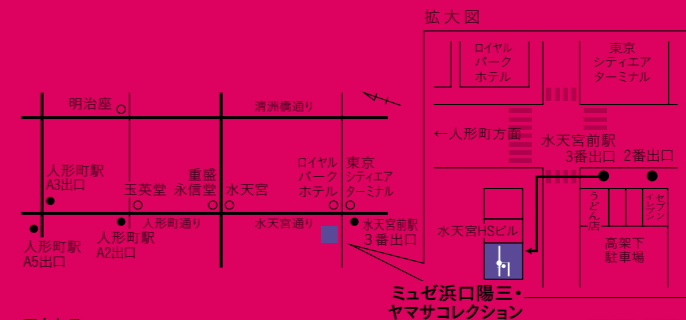 拡大図
ロイヤル
パーク
ホテル
東京
シティエア
ターミナル
←人形町方面
水天宮前駅
3番出口
2番出口
うどん店
セブン
イレブン
水天宮HSビル
高架下
駐車場
明治座
清洲橋通り
人形町駅
A3出口
玉英堂
重盛
永信堂
水天宮
ロイヤル
パーク
ホテル
東京
シティエア
ターミナル
人形町通り
水天宮通り
人形町駅
A5出口
人形町駅
A2出口
水天宮前駅
3番出口
ミュゼ浜口陽三・
ヤマサコレクション